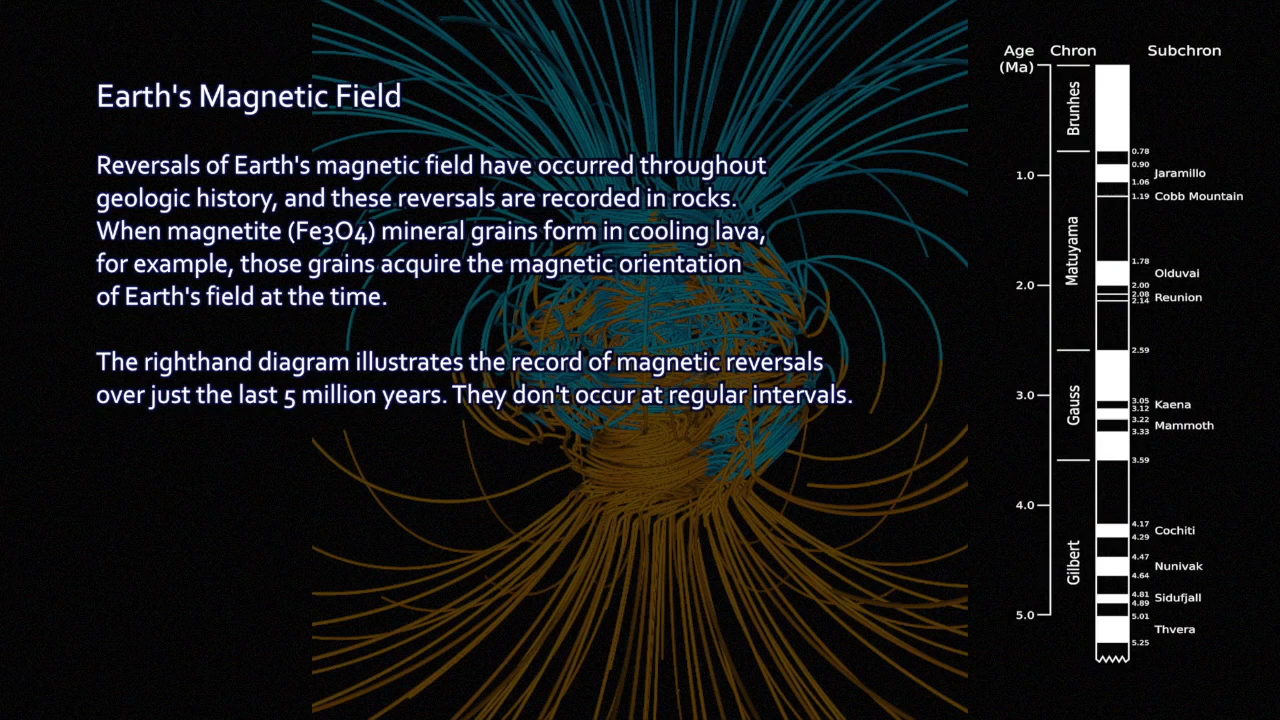 Earth's Magnetic Field
Reversals of Earth's magnetic field have occurred throughout
geologic history, and these reversals are recorded in rocks.
When magnetite (Fe3O4) mineral grains form in cooling lava,
for example, those grains acquire the magnetic orientation
of Earth's field at the time.
The righthand diagram illustrates the record of magnetic reversals
over just the last 5 million years. They don't occur at regular intervals.
Age Chron Subchron
(Ma)
Brunhes
0.78
0.90
Jaramillo
1.0
1.06
1.19 Cobb Mountain
Matuyama
1.78
Olduvai
2.0
2.00
2.08
Reunion
2.14
2.59
Gauss
3.0
3.05
Kaena
3.12
3.22
Mammoth
3.33
3.59
Gilbert
4.0
4.17
Cochiti
4.29
4.47
Nunivak
4.64
4.81
Sidufjall
4.89
5.0
5.01
Thvera
5.25